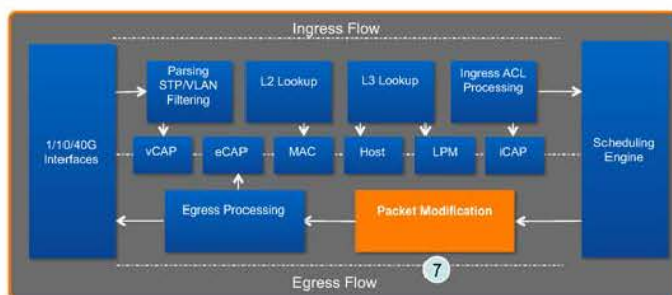 Ingress Flow
1/10/40G
Interfaces
Parsing
STP/VLAN
Filtering
L2 Lookup
L3 Lookup
Ingress ACL
Processing
Scheduling
Engine
vCAP
eCAP
MAC
Host
LPM
iCAP
Egress Processing
Packet Modification
7
Egress Flow